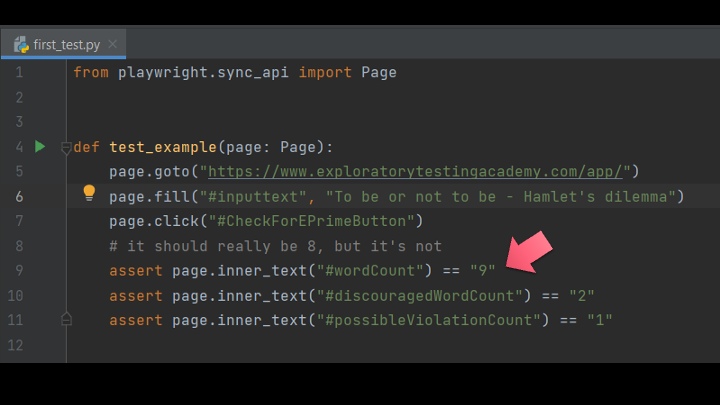 first_test.py
1 from playwright.sync_api import Page
2
3
4 def test_example(page: Page):
5 page.goto("https://www.exploratorytestingacademy.com/app/")
6 page.fill("#inputtext", "To be or not to be - Hamlet's dilemma")
7 page.click("#CheckForEPrimeButton")
8 # it should really be 8, but it's not
9 assert page.inner_text("#wordCount") == "9"
10 assert page.inner_text("#discouragedWordCount") == "2"
11 assert page.inner_text("#possibleViolationCount") == "1"
12